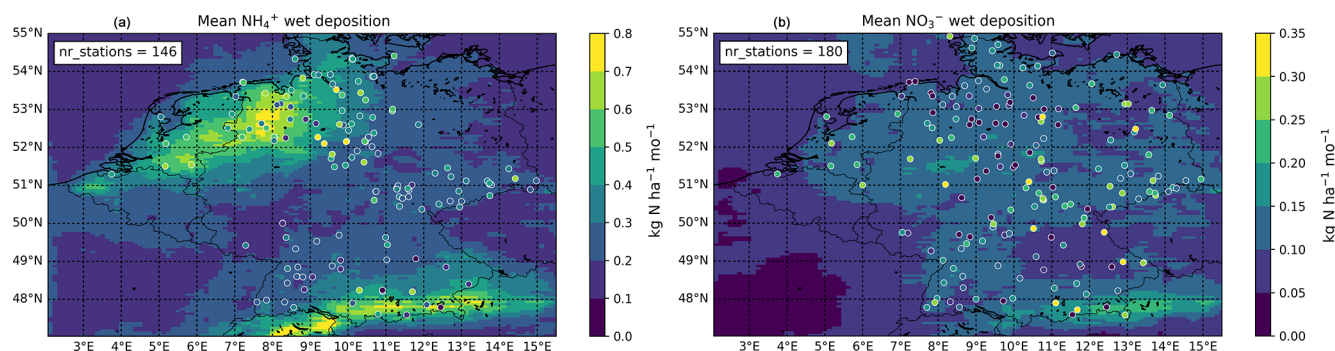 (a) Mean NH₄⁺ wet deposition
nr_stations = 146
55°N
54°N
53°N
52°N
51°N
50°N
49°N
48°N
3°E 4°E 5°E 6°E 7°E 8°E 9°E 10°E 11°E 12°E 13°E 14°E 15°E
0.8
0.7
0.6
0.5
0.4
0.3
0.2
0.1
0.0
kg N ha⁻¹ mo⁻¹
(b) Mean NO₃⁻ wet deposition
nr_stations = 180
55°N
54°N
53°N
52°N
51°N
50°N
49°N
48°N
3°E 4°E 5°E 6°E 7°E 8°E 9°E 10°E 11°E 12°E 13°E 14°E 15°E
0.35
0.30
0.25
0.20
0.15
0.10
0.05
0.00
kg N ha⁻¹ mo⁻¹